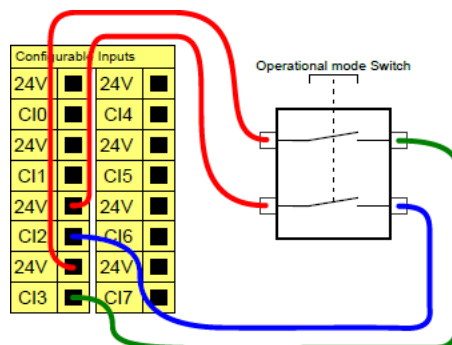 Configurable Inputs
Operational mode Switch
24V 24V
CI0 CI4
24V 24V
CI1 CI5
24V 24V
CI2 CI6
24V 24V
CI3 CI7